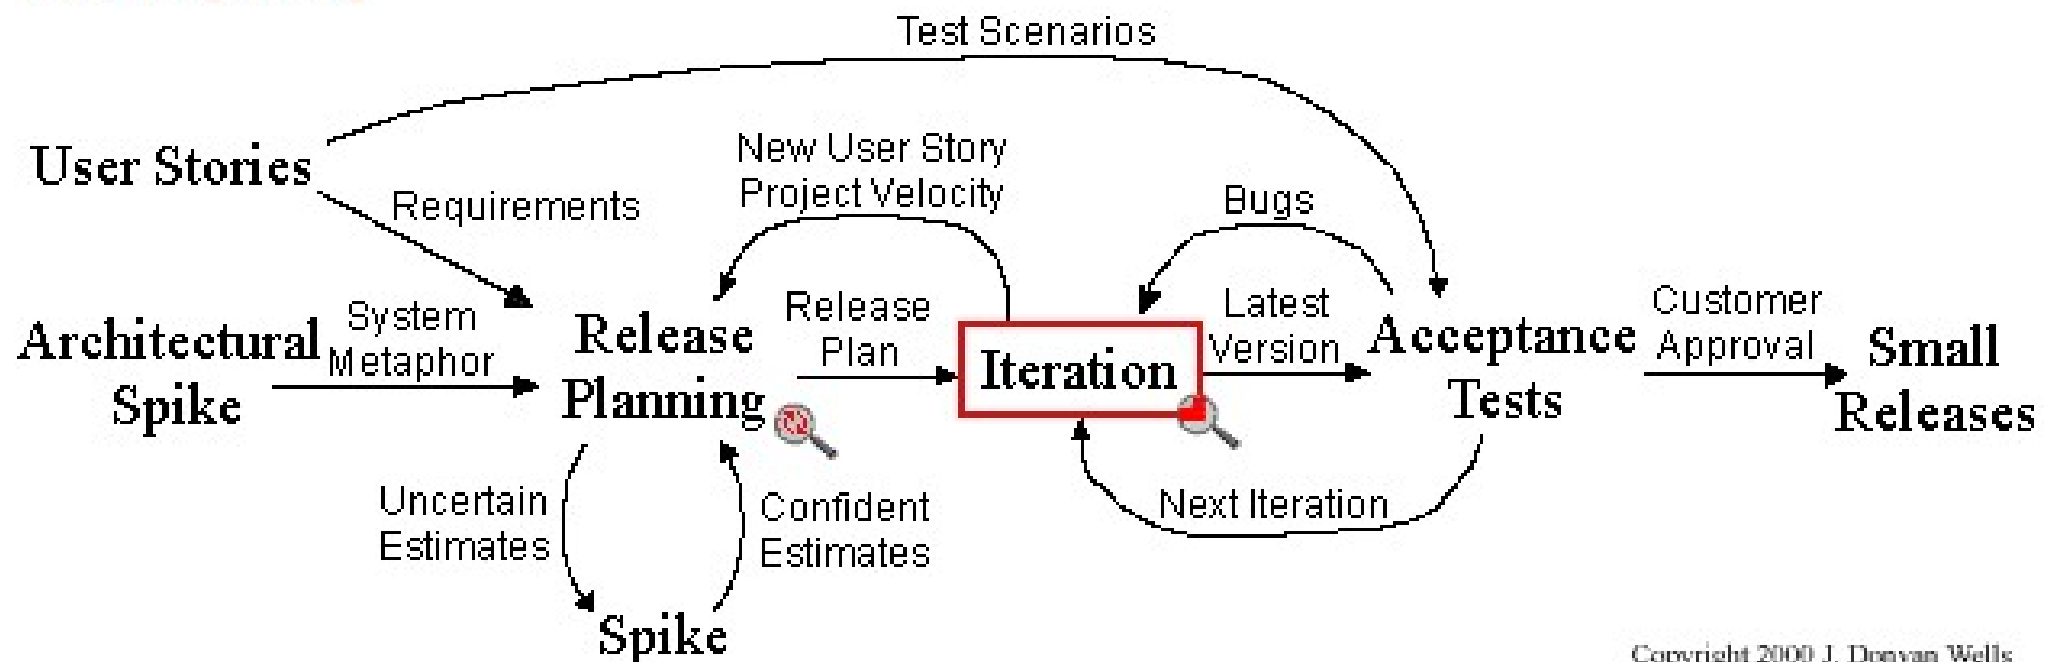 Test Scenarios
User Stories
New User Story
Project Velocity
Requirements
Bugs
Architectural
Spike
System
Metaphor
Release
Planning
Release
Plan
Iteration
Latest
Version
Acceptance
Tests
Customer
Approval
Small
Releases
Uncertain
Estimates
Confident
Estimates
Next Iteration
Spike
Copyright 2000 J. Donvan Wells